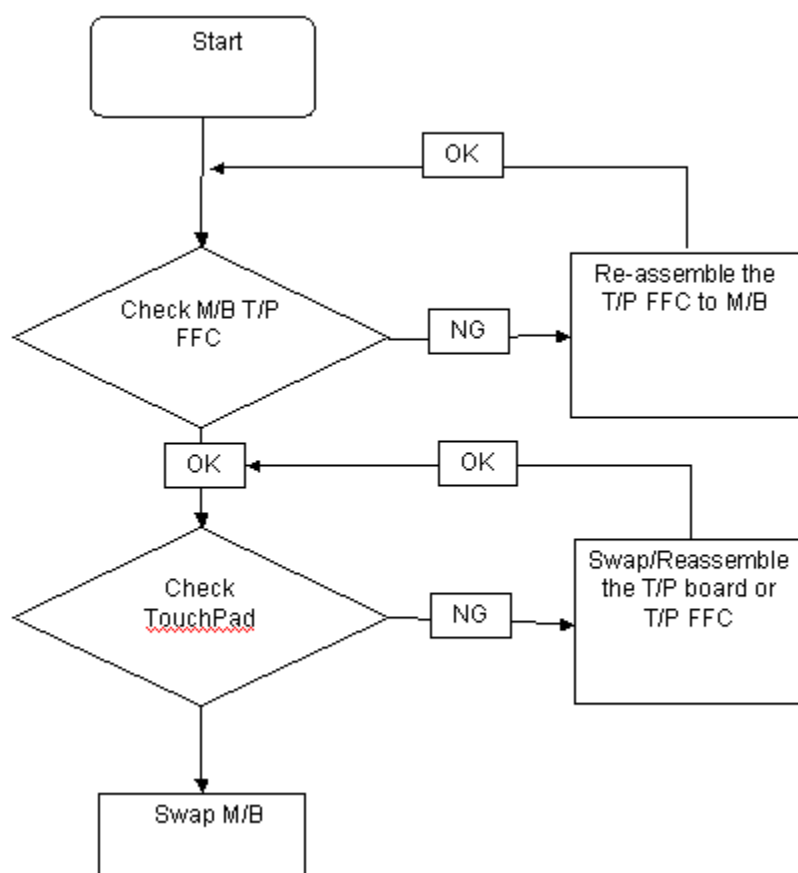 Start
OK
Check M/B T/P
FFC
NG
Re-assemble the
T/P FFC to M/B
OK
OK
Check
TouchPad
NG
Swap/Reassemble
the T/P board or
T/P FFC
Swap M/B